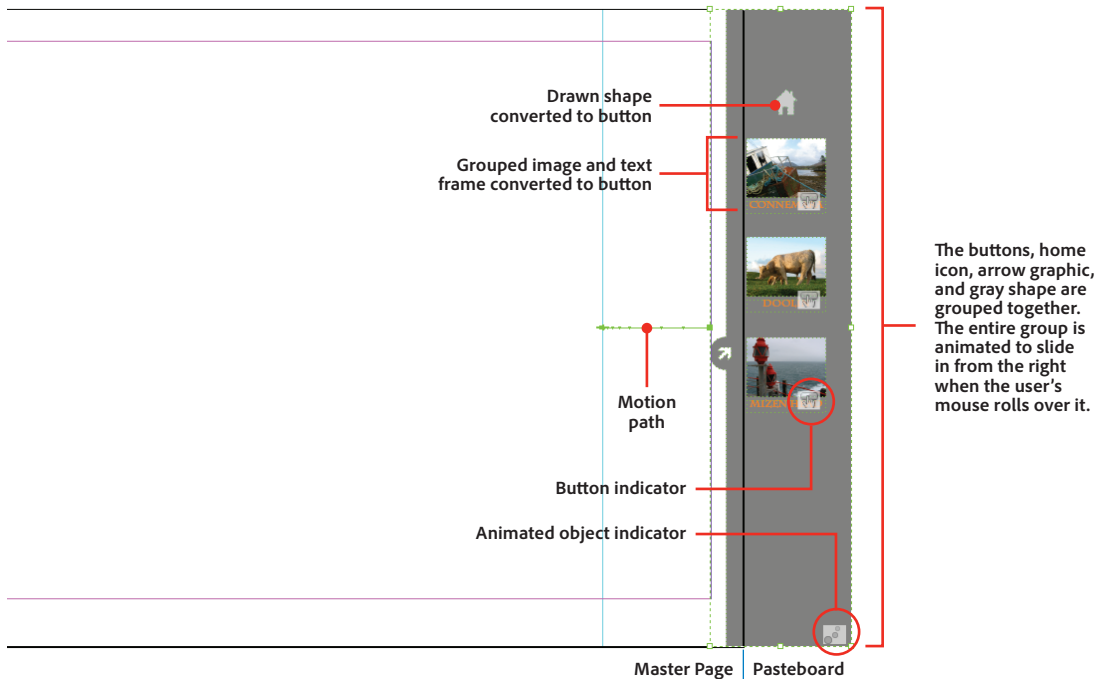 Drawn shape
converted to button
Grouped image and text
frame converted to button
DOOL
MIZEN
The buttons, home
icon, arrow graphic,
and gray shape are
grouped together.
The entire group is
animated to slide
in from the right
when the user's
mouse rolls over it.
Motion
path
Button indicator
Animated object indicator
Master Page
Pasteboard